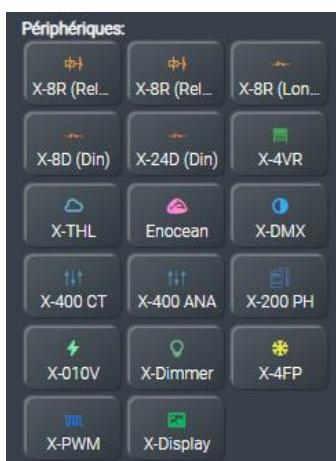 Périphériques:
X-8R (Rel... X-8R (Rel... X-8R (Lon...
X-8D (Din) X-24D (Din) X-4VR
X-THL Enocean X-DMX
X-400 CT X-400 ANA X-200 PH
X-010V X-Dimmer X-4FP
X-PWM X-Display